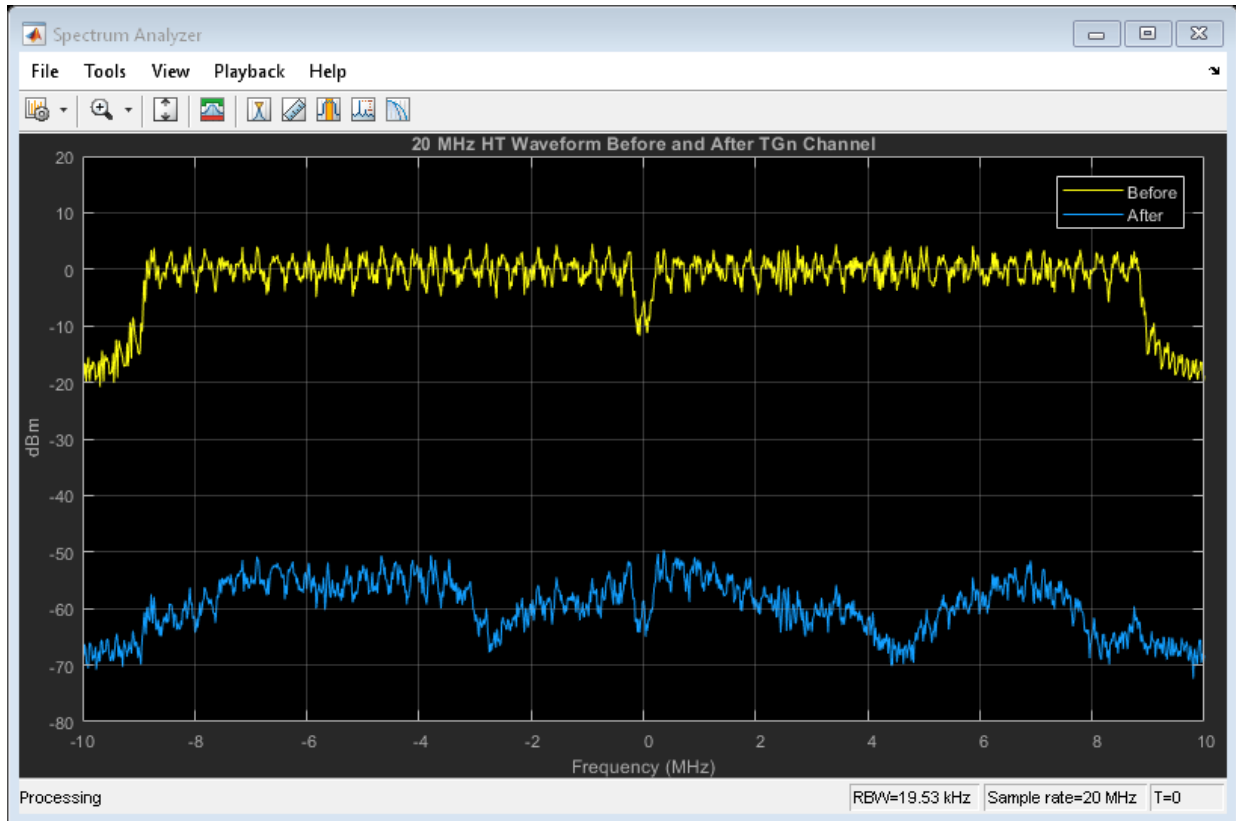 Spectrum Analyzer
File Tools View Playback Help
20 MHz HT Waveform Before and After TGn Channel
Before
After
20
10
0
-10
-20
-30
-40
-50
-60
-70
-80
dBm
-10 -8 -6 -4 -2 0 2 4 6 8 10
Frequency (MHz)
Processing RBW=19.53 kHz Sample rate=20 MHz T=0